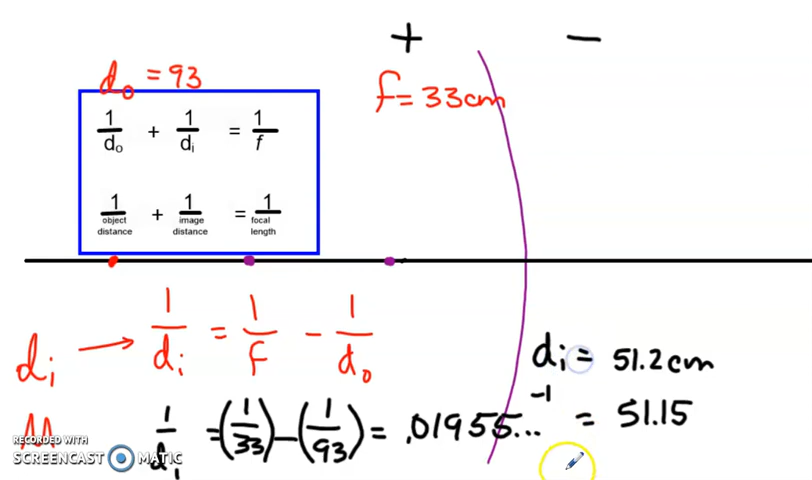 + −
d₀ = 93
f = 33cm
1/d₀ + 1/dᵢ = 1/f
1/object distance + 1/image distance = 1/focal length
dᵢ → 1/dᵢ = 1/f − 1/d₀
dᵢ = 51.2cm
M
1/dᵢ = (1/33) − (1/93) = .01955...⁻¹ = 51.15
RECORDED WITH
SCREENCAST MATIC